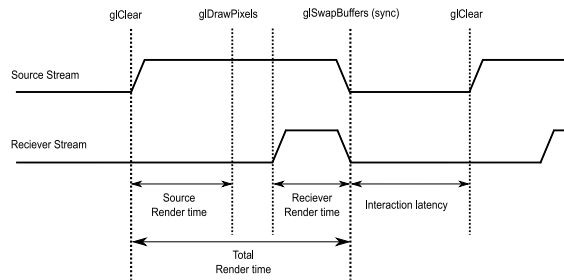 glClear
glDrawPixels
glSwapBuffers (sync)
glClear
Source Stream
Reciever Stream
Source
Render time
Reciever
Render time
Interaction latency
Total
Render time